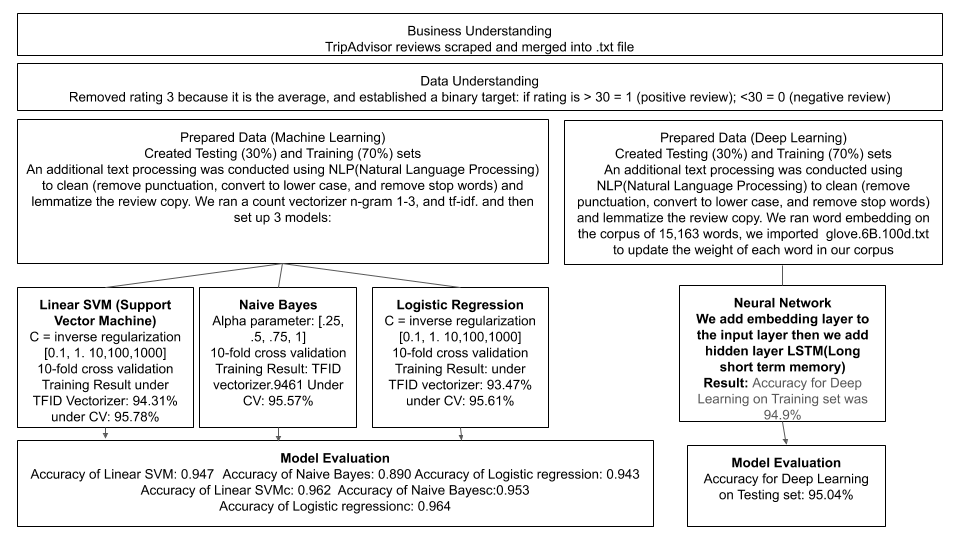 Business Understanding
TripAdvisor reviews scraped and merged into .txt file
Data Understanding
Removed rating 3 because it is the average, and established a binary target: if rating is > 30 = 1 (positive review); <30 = 0 (negative review)
Prepared Data (Machine Learning)
Created Testing (30%) and Training (70%) sets
An additional text processing was conducted using NLP(Natural Language Processing)
to clean (remove punctuation, convert to lower case, and remove stop words) and
lemmatize the review copy. We ran a count vectorizer n-gram 1-3, and tf-idf. and then
set up 3 models:
Prepared Data (Deep Learning)
Created Testing (30%) and Training (70%) sets
An additional text processing was conducted using
NLP(Natural Language Processing) to clean (remove
punctuation, convert to lower case, and remove stop words)
and lemmatize the review copy. We ran word embedding on
the corpus of 15,163 words, we imported glove.6B.100d.txt
to update the weight of each word in our corpus
Linear SVM (Support
Vector Machine)
C = inverse regularization
[0.1, 1. 10,100,1000]
10-fold cross validation
Training Result under
TFID Vectorizer: 94.31%
under CV: 95.78%
Naive Bayes
Alpha parameter: [.25,
.5, .75, 1]
10-fold cross validation
Training Result: TFID
vectorizer.9461 Under
CV: 95.57%
Logistic Regression
C = inverse regularization
[0.1, 1. 10,100,1000]
10-fold cross validation
Training Result: under
TFID vectorizer: 93.47%
under CV: 95.61%
Neural Network
We add embedding layer to
the input layer then we add
hidden layer LSTM(Long
short term memory)
Result: Accuracy for Deep
Learning on Training set was
94.9%
Model Evaluation
Accuracy of Linear SVM: 0.947 Accuracy of Naive Bayes: 0.890 Accuracy of Logistic regression: 0.943
Accuracy of Linear SVMc: 0.962 Accuracy of Naive Bayesc:0.953
Accuracy of Logistic regressionc: 0.964
Model Evaluation
Accuracy for Deep Learning
on Testing set: 95.04%